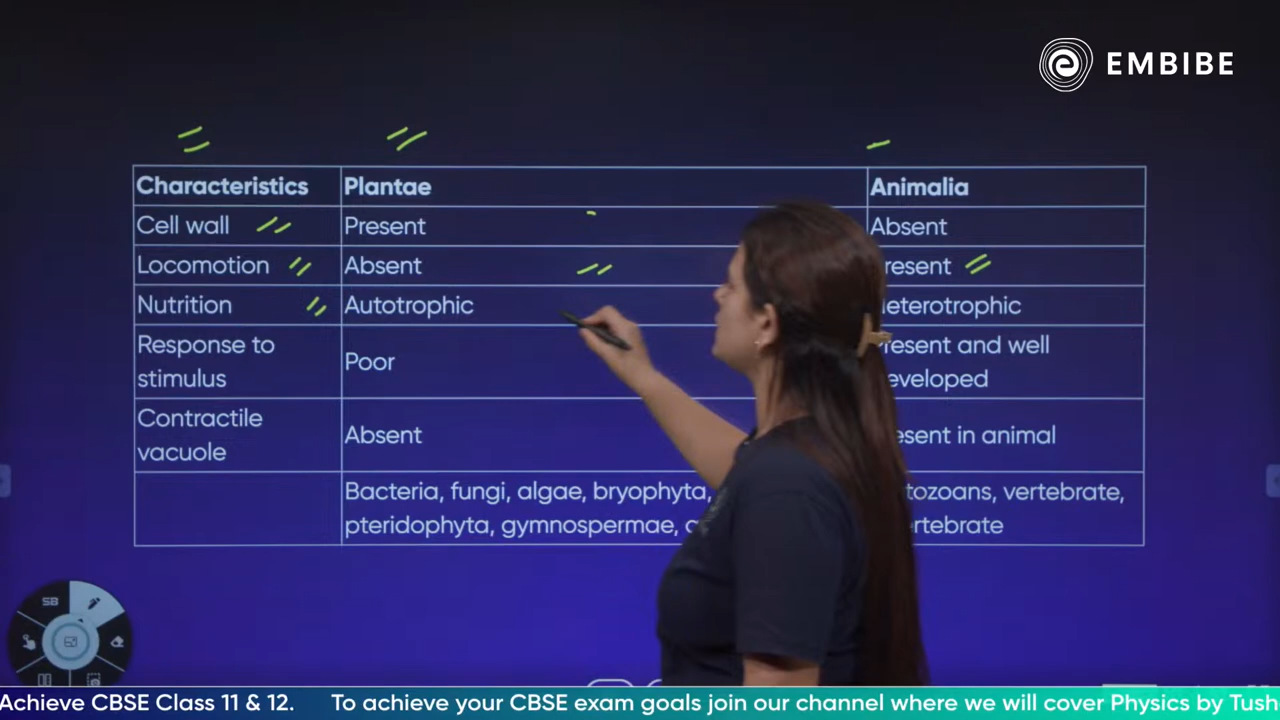 EMBIBE
Characteristics Plantae Animalia
Cell wall Present Absent
Locomotion Absent resent
Nutrition Autotrophic eterotrophic
Response to
stimulus
Poor
resent and well
eveloped
Contractile
vacuole
Absent
esent in animal
Bacteria, fungi, algae, bryophyta,
pteridophyta, gymnospermae,
tozoans, vertebrate,
ertebrate
SB
Achieve CBSE Class 11 & 12. To achieve your CBSE exam goals join our channel where we will cover Physics by Tush